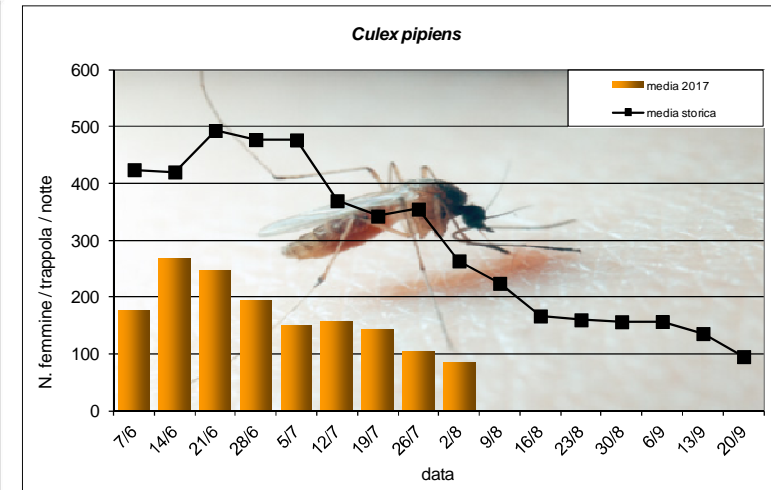 Culex pipiens
media 2017
media storica
N. femmine / trappola / notte
600
500
400
300
200
100
0
7/6 14/6 21/6 28/6 5/7 12/7 19/7 26/7 2/8 9/8 16/8 23/8 30/8 6/9 13/9 20/9
data